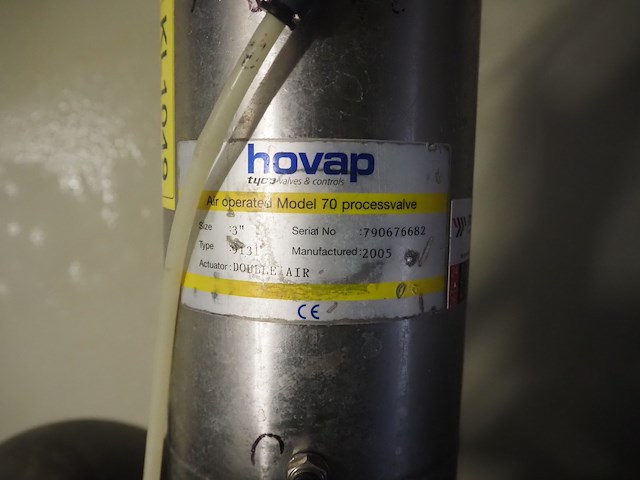 hovap
tyco valves & controls
Air operated Model 70 processvalve
Size :3" Serial No :790676682
Type :9131 Manufactured :2005
Actuator :DOUBLE AIR
CE